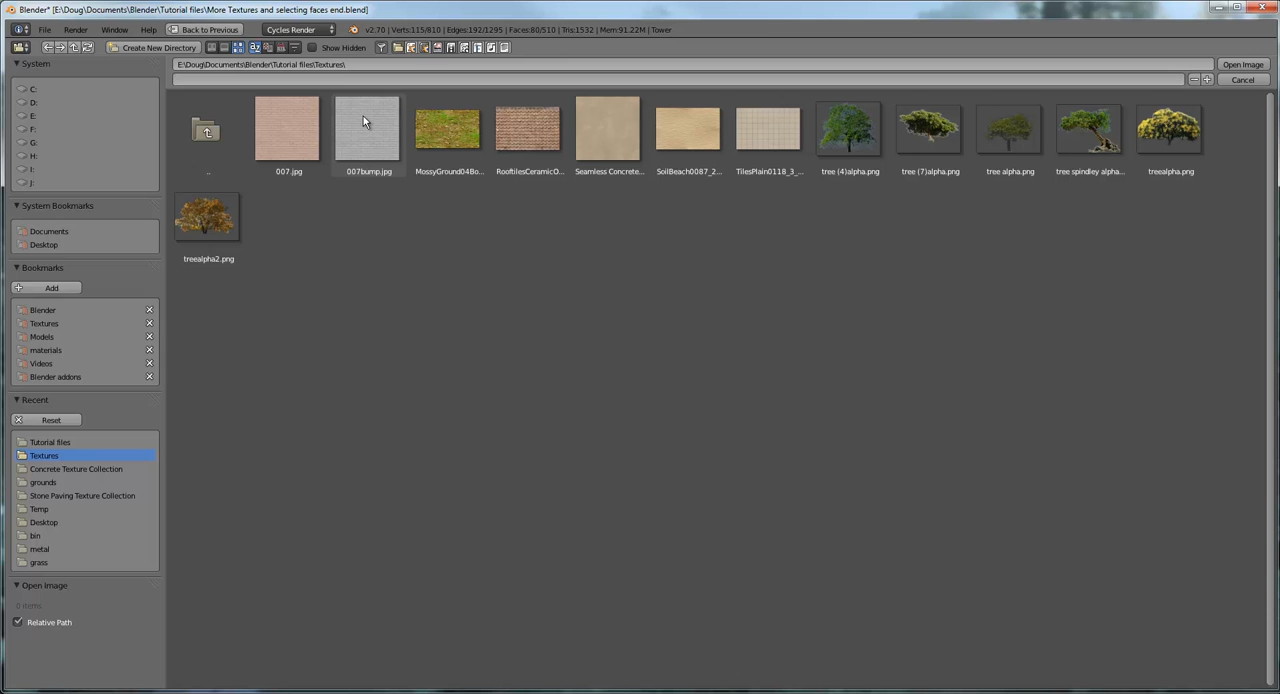 Blender* [E:\Doug\Documents\Blender\Tutorial files\More Textures and selecting faces end.blend]
File Render Window Help Back to Previous Cycles Render v2.70 | Verts:115/810 | Edges:192/1295 | Faces:80/510 | Tris:1532 | Mem:91.22M | Tower
Create New Directory Show Hidden
System
C:
D:
E:
F:
G:
H:
I:
J:
System Bookmarks
Documents
Desktop
Bookmarks
Add
Blender
Textures
Models
materials
Videos
Blender addons
Recent
Reset
Tutorial files
Textures
Concrete Texture Collection
grounds
Stone Paving Texture Collection
Temp
Desktop
bin
metal
grass
Open Image
0 items
Relative Path
E:\Doug\Documents\Blender\Tutorial files\Textures\ Open Image
Cancel
.. 007.jpg 007bump.jpg MossyGround04Bo... RooftilesCeramicO... Seamless Concrete... SoilBeach0087_2... TilesPlain0118_3_... tree (4)alpha.png tree (7)alpha.png tree alpha.png tree spindley alpha... treealpha.png
treealpha2.png